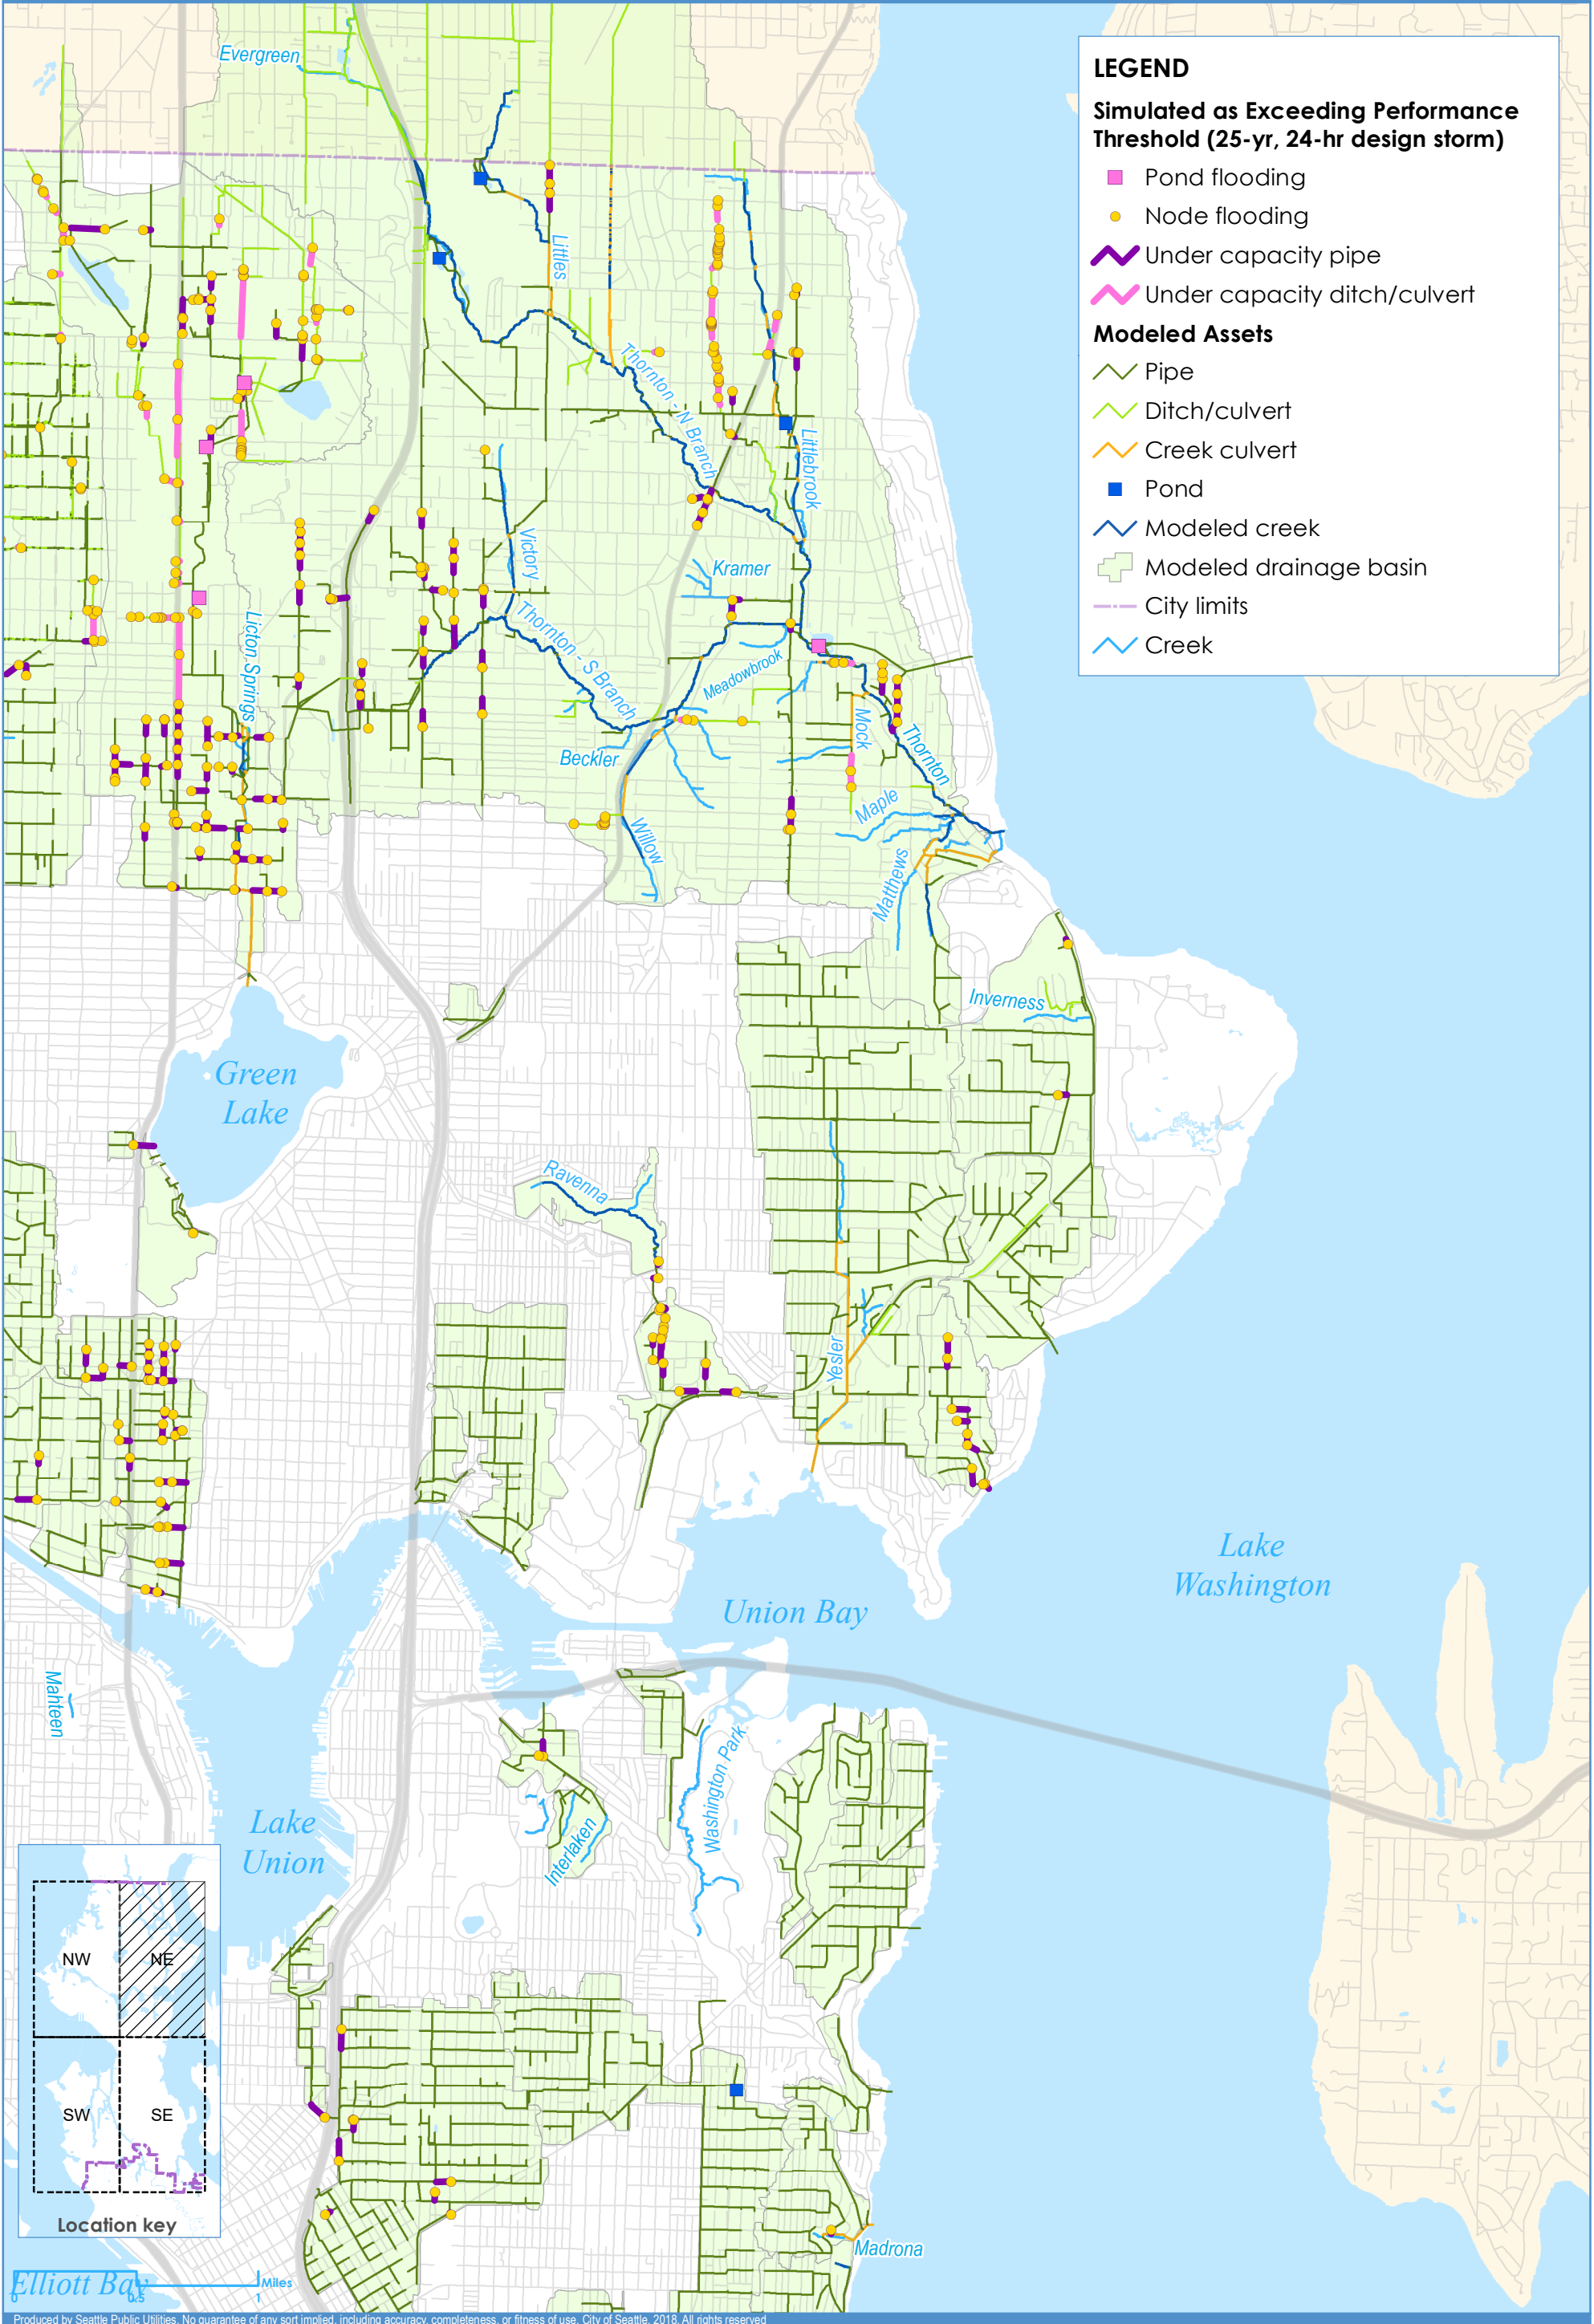 Evergreen
LEGEND
Simulated as Exceeding Performance
Threshold (25-yr, 24-hr design storm)
Pond flooding
Node flooding
Under capacity pipe
Under capacity ditch/culvert
Modeled Assets
Pipe
Ditch/culvert
Creek culvert
Pond
Modeled creek
Modeled drainage basin
City limits
Creek
Littles
Thornton - N Branch
Littlebrook
Victory
Kramer
Thornton - S Branch
Licton Springs
Meadowbrook
Mock
Thornton
Beckler
Maple
Willow
Matthews
Inverness
Green
Lake
Ravenna
Yesler
Lake
Washington
Union Bay
Mahteen
Washington Park
Lake
Union
Interlaken
NW
NE
SW
SE
Location key
Madrona
Elliott Bay
0
0.5
1
Miles
Produced by Seattle Public Utilities. No guarantee of any sort implied, including accuracy, completeness, or fitness of use. City of Seattle, 2018. All rights reserved